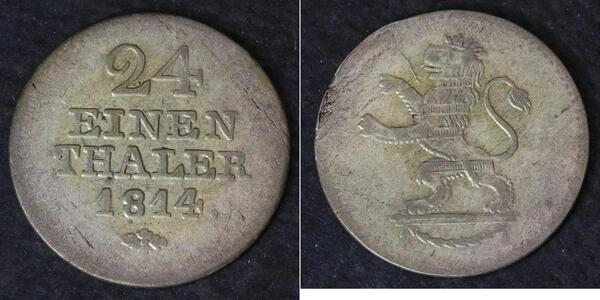 24
EINEN
THALER
1814